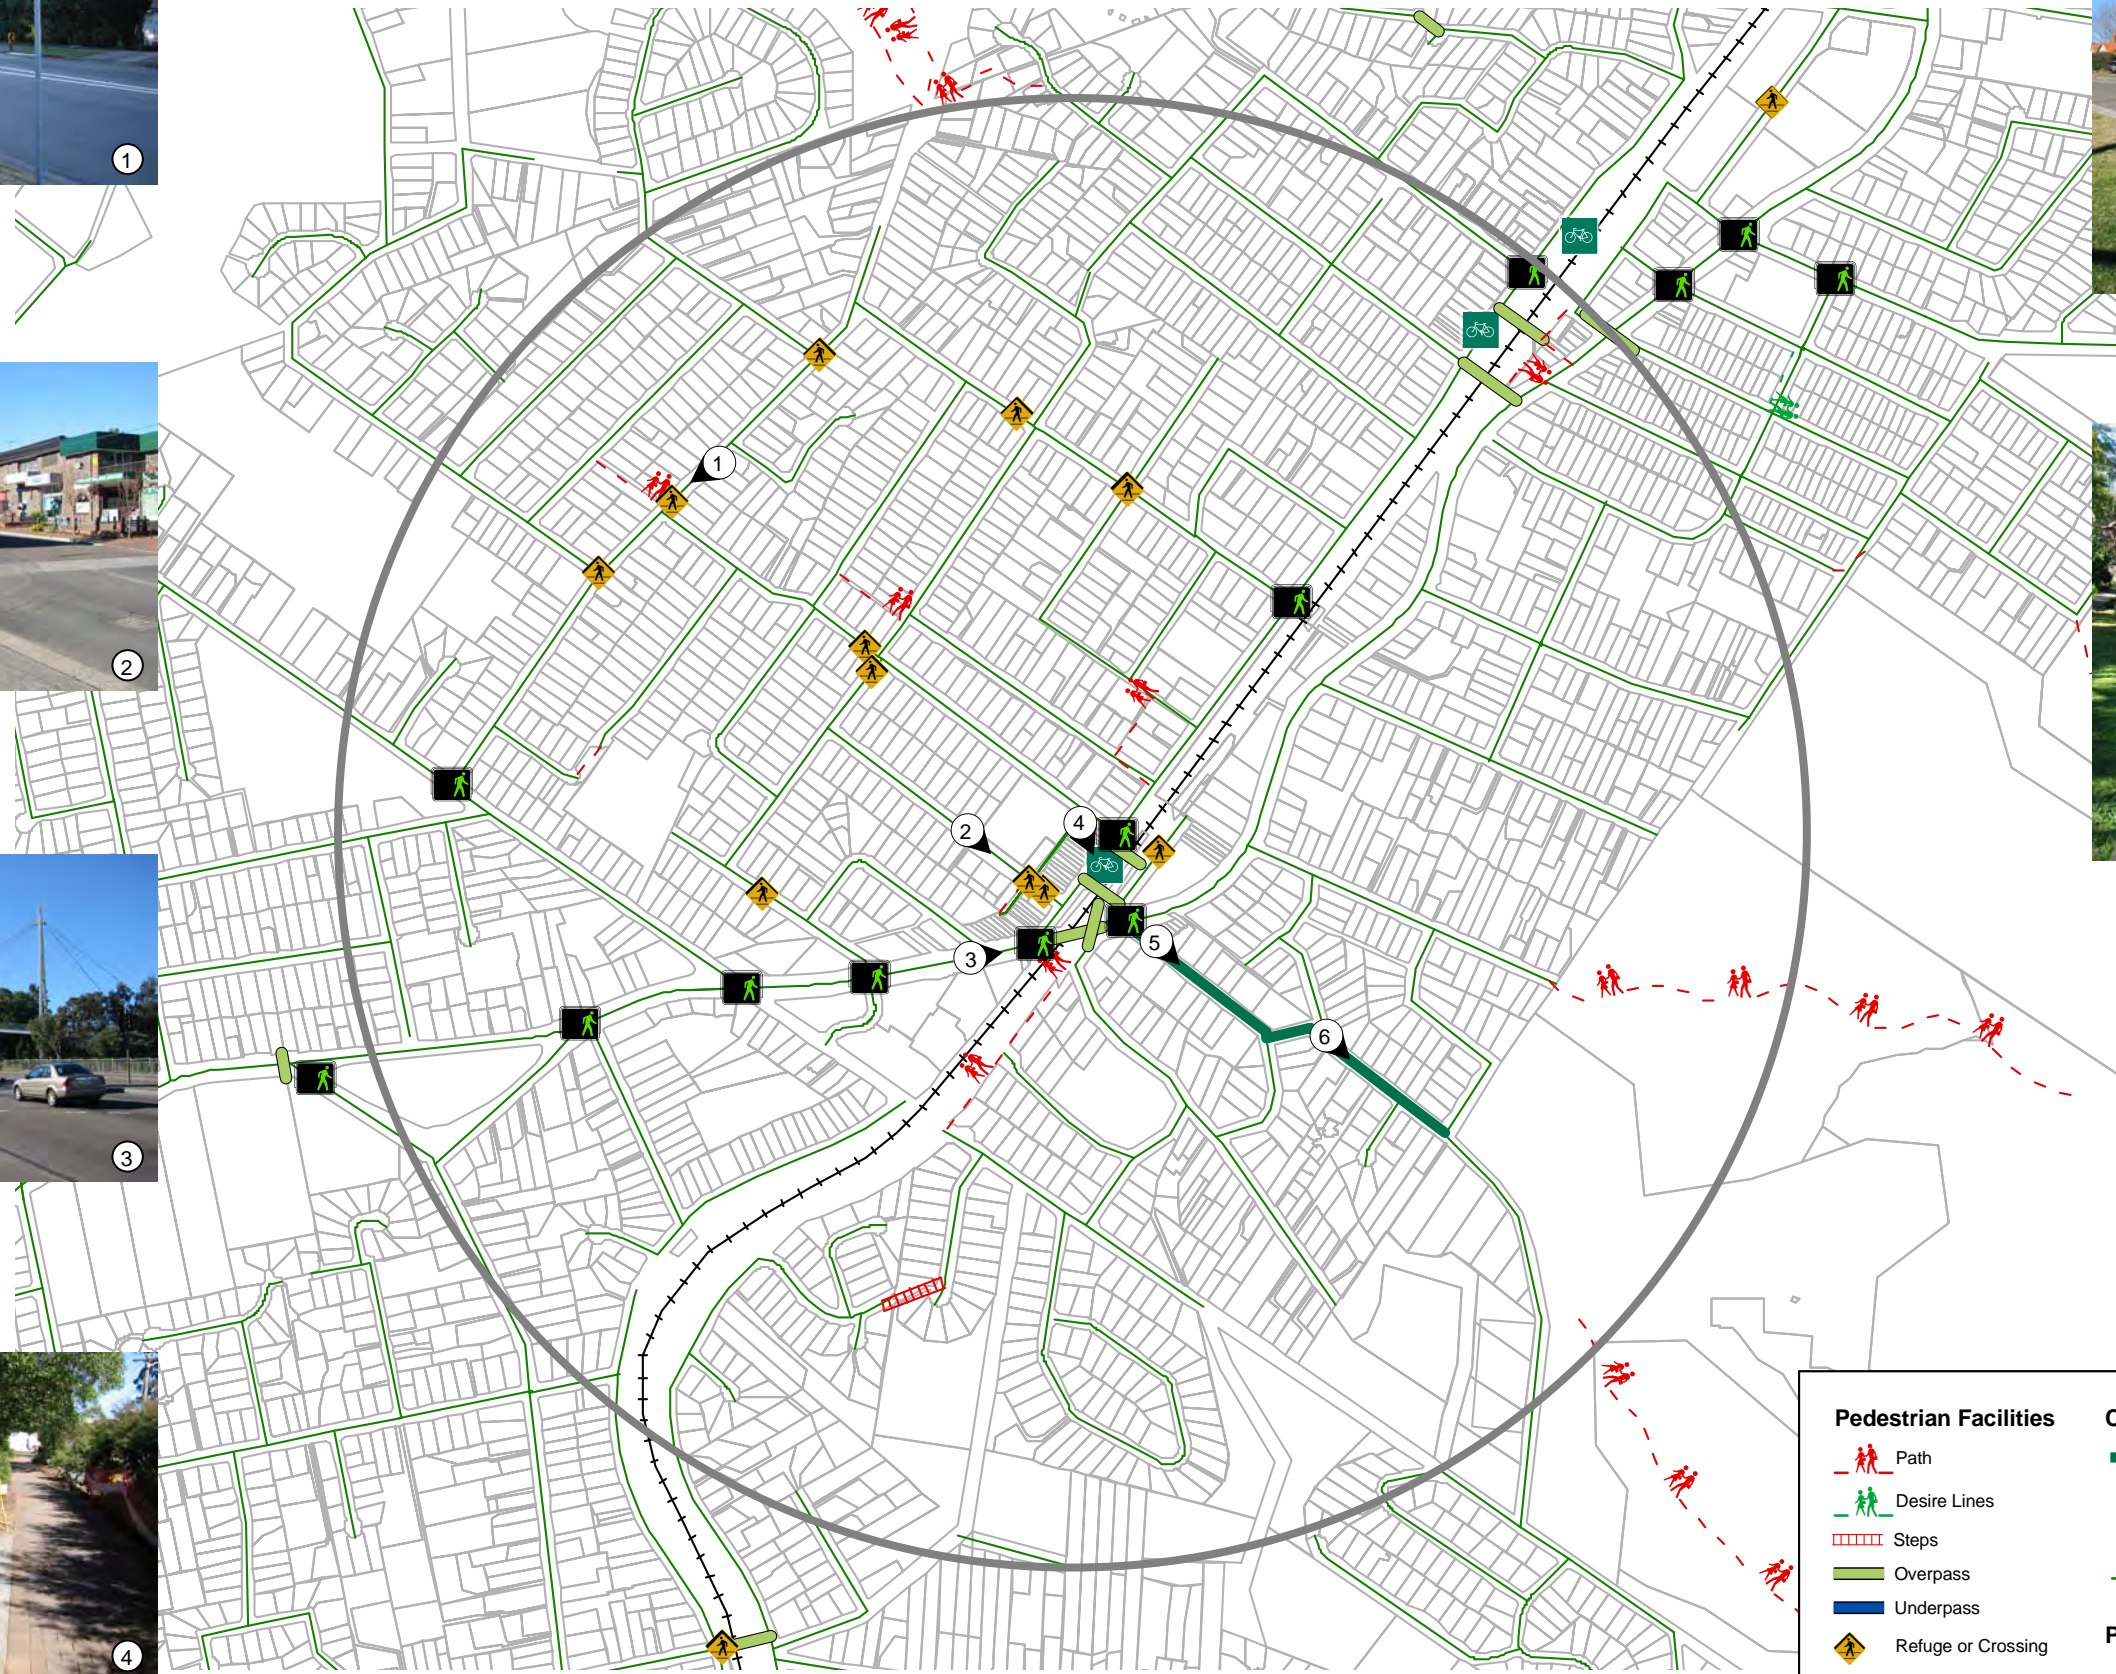 1
1
2
2
4
5
3
6
3
4
Pedestrian Facilities
C
Path
Desire Lines
Steps
Overpass
Underpass
P
Refuge or Crossing